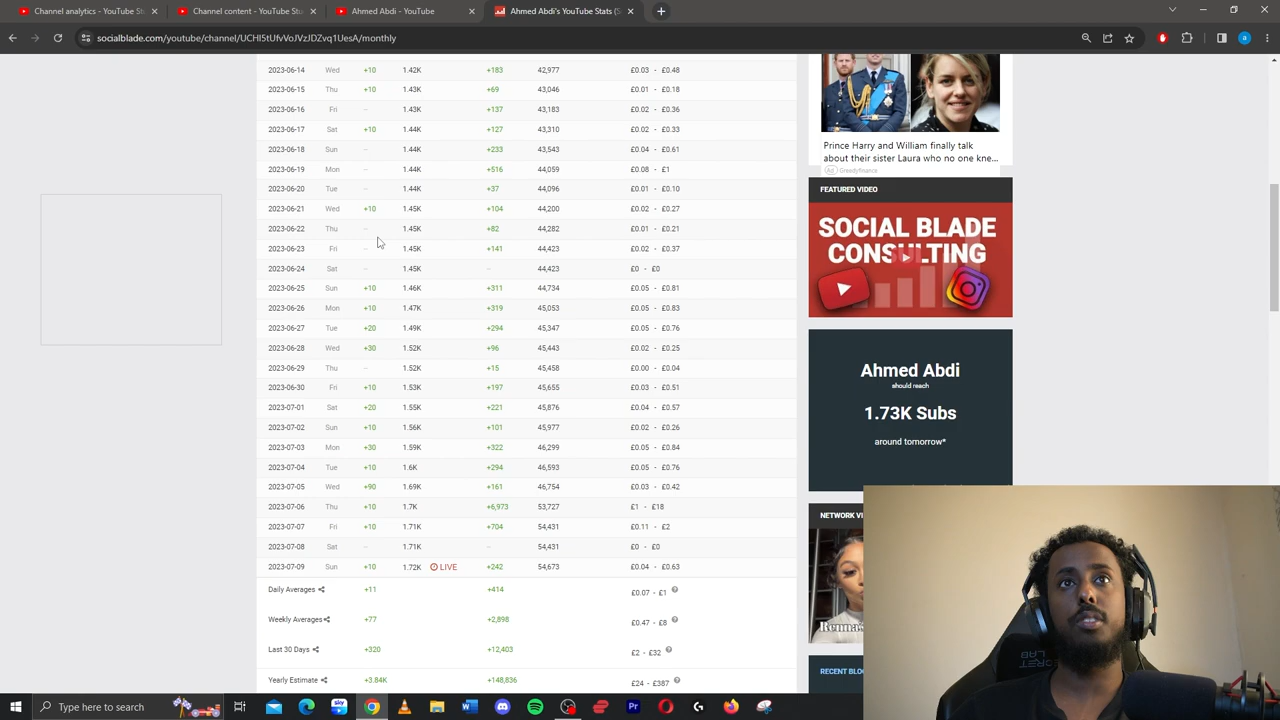 Channel analytics - YouTube St
Channel content - YouTube Stu
Ahmed Abdi - YouTube
Ahmed Abdi's YouTube Stats (S
socialblade.com/youtube/channel/UCHI5tUfvVoJVzJDZvq1UesA/monthly
2023-06-14 Wed +10 1.42K +183 42,977 £0.03 - £0.48
2023-06-15 Thu +10 1.43K +69 43,046 £0.01 - £0.18
2023-06-16 Fri -- 1.43K +137 43,183 £0.02 - £0.36
2023-06-17 Sat +10 1.44K +127 43,310 £0.02 - £0.33
2023-06-18 Sun -- 1.44K +233 43,543 £0.04 - £0.61
2023-06-19 Mon -- 1.44K +516 44,059 £0.08 - £1
2023-06-20 Tue -- 1.44K +37 44,096 £0.01 - £0.10
2023-06-21 Wed +10 1.45K +104 44,200 £0.02 - £0.27
2023-06-22 Thu -- 1.45K +82 44,282 £0.01 - £0.21
2023-06-23 Fri -- 1.45K +141 44,423 £0.02 - £0.37
2023-06-24 Sat -- 1.45K -- 44,423 £0 - £0
2023-06-25 Sun +10 1.46K +311 44,734 £0.05 - £0.81
2023-06-26 Mon +10 1.47K +319 45,053 £0.05 - £0.83
2023-06-27 Tue +20 1.49K +294 45,347 £0.05 - £0.76
2023-06-28 Wed +30 1.52K +96 45,443 £0.02 - £0.25
2023-06-29 Thu -- 1.52K +15 45,458 £0.00 - £0.04
2023-06-30 Fri +10 1.53K +197 45,655 £0.03 - £0.51
2023-07-01 Sat +20 1.55K +221 45,876 £0.04 - £0.57
2023-07-02 Sun +10 1.56K +101 45,977 £0.02 - £0.26
2023-07-03 Mon +30 1.59K +322 46,299 £0.05 - £0.84
2023-07-04 Tue +10 1.6K +294 46,593 £0.05 - £0.76
2023-07-05 Wed +90 1.69K +161 46,754 £0.03 - £0.42
2023-07-06 Thu +10 1.7K +6,973 53,727 £1 - £18
2023-07-07 Fri +10 1.71K +704 54,431 £0.11 - £2
2023-07-08 Sat -- 1.71K -- 54,431 £0 - £0
2023-07-09 Sun +10 1.72K LIVE +242 54,673 £0.04 - £0.63
Daily Averages +11 +414 £0.07 - £1
Weekly Averages +77 +2,898 £0.47 - £8
Last 30 Days +320 +12,403 £2 - £32
Yearly Estimate +3.84K +148,836 £24 - £387
Prince Harry and William finally talk
about their sister Laura who no one kne...
Ad Greedyfinance
FEATURED VIDEO
SOCIAL BLADE
CONSULTING
Ahmed Abdi
should reach
1.73K Subs
around tomorrow*
NETWORK VI
RECENT BLO
Type here to search